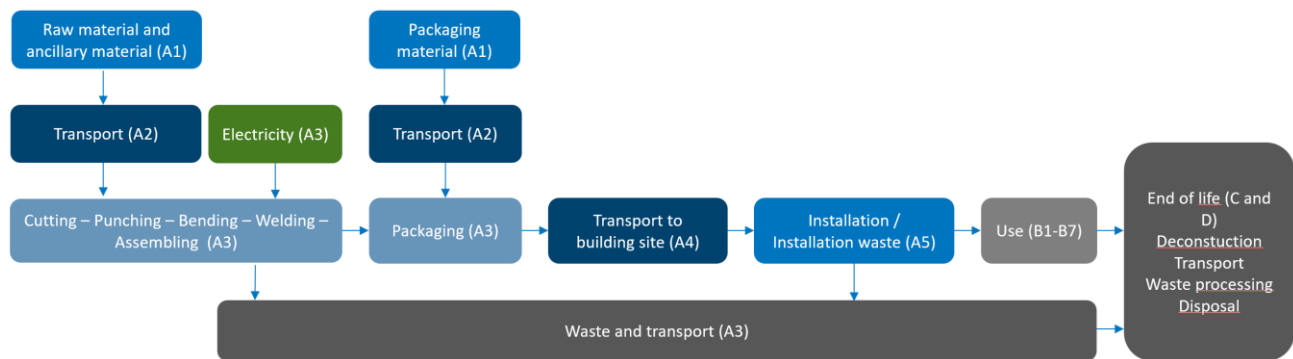 Raw material and
ancillary material (A1)
Packaging
material (A1)
Transport (A2)
Electricity (A3)
Transport (A2)
Cutting – Punching – Bending – Welding –
Assembling  (A3)
Packaging (A3)
Transport to
building site (A4)
Installation /
Installation waste (A5)
Use (B1-B7)
End of life (C and
D)
Deconstuction
Transport
Waste processing
Disposal
Waste and transport (A3)